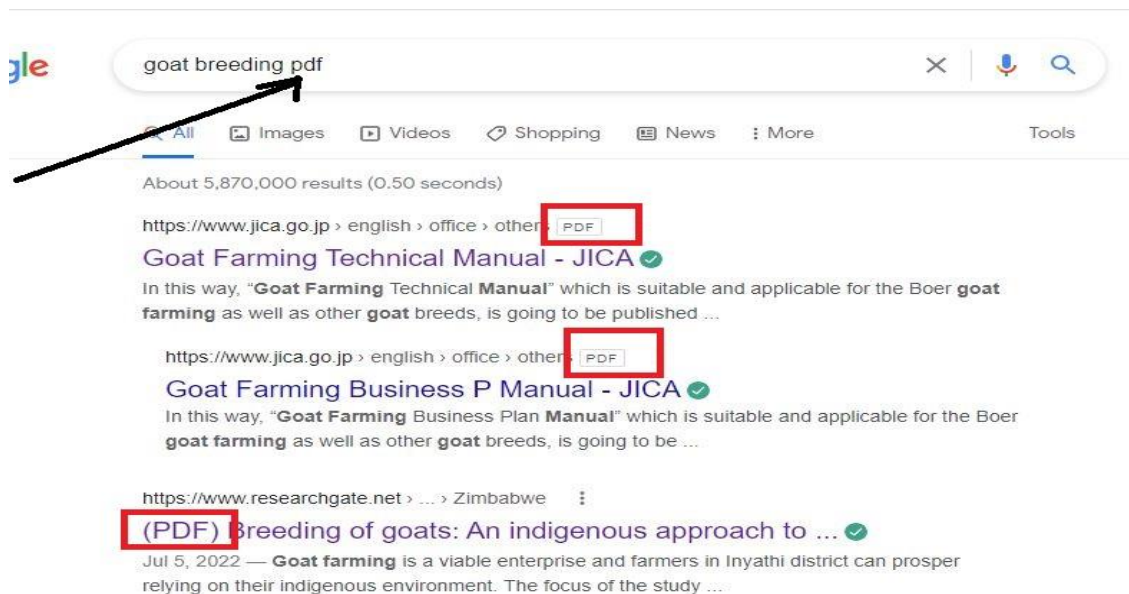 gle
goat breeding pdf
All Images Videos Shopping News More Tools
About 5,870,000 results (0.50 seconds)
https://www.jica.go.jp › english › office › others PDF
Goat Farming Technical Manual - JICA
In this way, “Goat Farming Technical Manual” which is suitable and applicable for the Boer goat
farming as well as other goat breeds, is going to be published ...
https://www.jica.go.jp › english › office › others PDF
Goat Farming Business P Manual - JICA
In this way, “Goat Farming Business Plan Manual” which is suitable and applicable for the Boer
goat farming as well as other goat breeds, is going to be ...
https://www.researchgate.net › ... › Zimbabwe
(PDF) Breeding of goats: An indigenous approach to ...
Jul 5, 2022 — Goat farming is a viable enterprise and farmers in Inyathi district can prosper
relying on their indigenous environment. The focus of the study ...